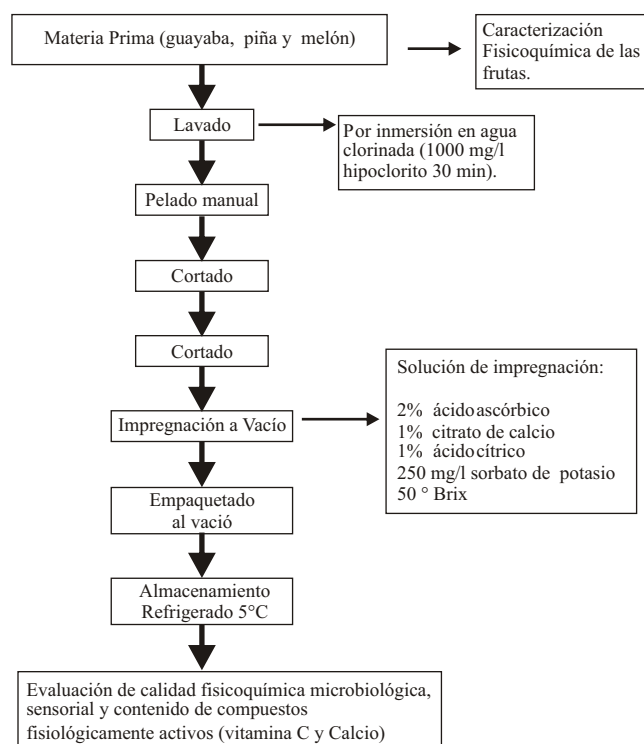 Materia Prima (guayaba, piña y melón)
Caracterización
Fisicoquímica de las
frutas.
Lavado
Por inmersión en agua
clorinada (1000 mg/l
hipoclorito 30 min).
Pelado manual
Cortado
Cortado
Impregnación a Vacío
Solución de impregnación:
2% ácido ascórbico
1% citrato de calcio
1% ácido cítrico
250 mg/l sorbato de potasio
50 ° Brix
Empaquetado
al vació
Almacenamiento
Refrigerado 5°C
Evaluación de calidad fisicoquímica microbiológica,
sensorial y contenido de compuestos
fisiológicamente activos (vitamina C y Calcio)